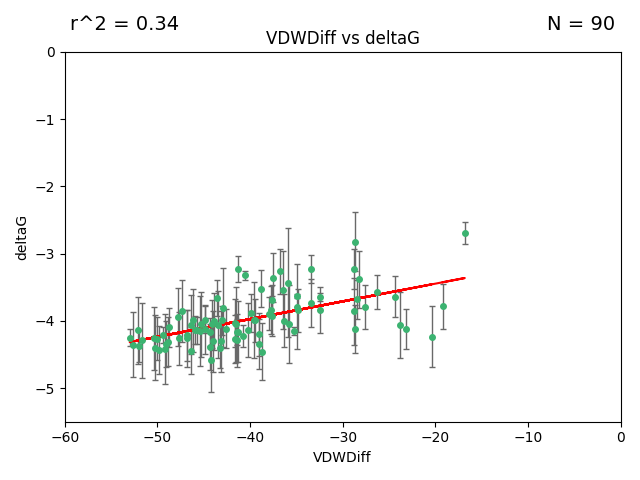 r^2 = 0.34
N = 90
VDWDiff vs deltaG
0
−1
−2
−3
−4
−5
deltaG
−60 −50 −40 −30 −20 −10 0
VDWDiff